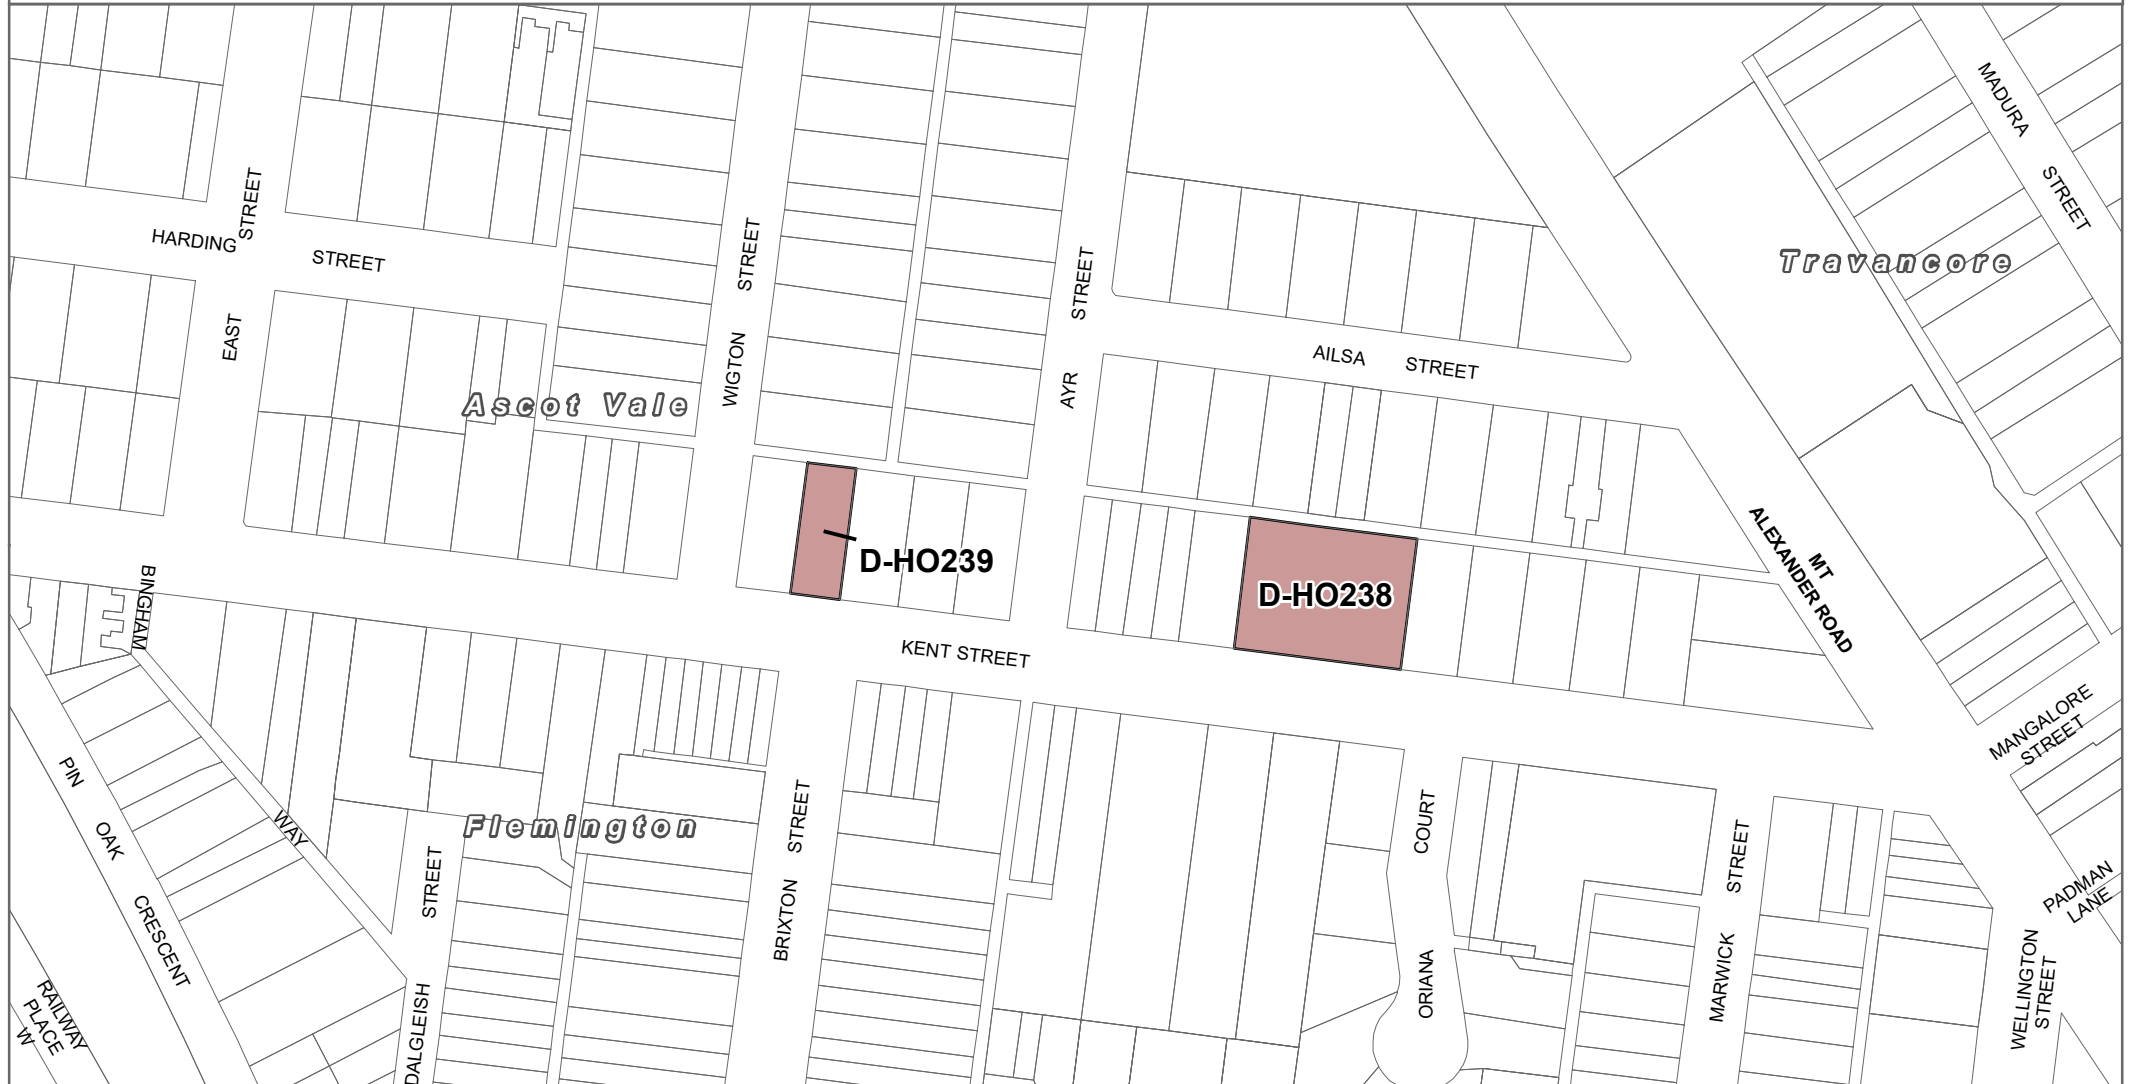 MADURA
STREET
HARDING
STREET
STREET
EAST
STREET
WIGTON
STREET
AYR
AILSA
STREET
Travancore
Ascot Vale
D-HO239
D-HO238
MT
ALEXANDER ROAD
BINGHAM
WAY
KENT STREET
MANGALORE
STREET
PIN
OAK
CRESCENT
Flemington
STREET
DALGLEISH
STREET
BRIXTON
COURT
ORIANA
STREET
MARWICK
PADMAN
LANE
WELLINGTON
STREET
RAILWAY
PLACE
W